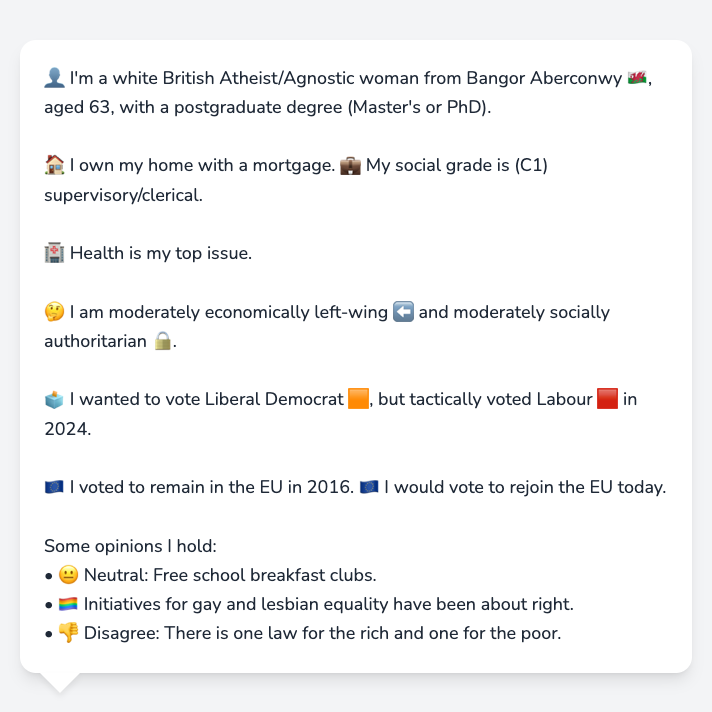 👤 I'm a white British Atheist/Agnostic woman from Bangor Aberconwy 🏴󠁧󠁢󠁷󠁬󠁳󠁿,
aged 63, with a postgraduate degree (Master's or PhD).
🏠 I own my home with a mortgage. 💼 My social grade is (C1)
supervisory/clerical.
🏥 Health is my top issue.
🤔 I am moderately economically left-wing ⬅️ and moderately socially
authoritarian 🔒.
🗳️ I wanted to vote Liberal Democrat 🟧, but tactically voted Labour 🟥 in
2024.
🇪🇺 I voted to remain in the EU in 2016. 🇪🇺 I would vote to rejoin the EU today.
Some opinions I hold:
• 😐 Neutral: Free school breakfast clubs.
• 🏳️‍🌈 Initiatives for gay and lesbian equality have been about right.
• 👎 Disagree: There is one law for the rich and one for the poor.